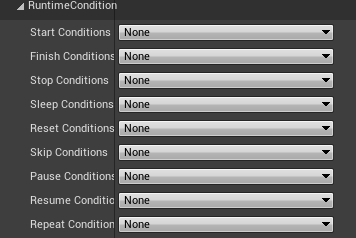 RuntimeCondition
Start Conditions None
Finish Conditions None
Stop Conditions None
Sleep Conditions None
Reset Conditions None
Skip Conditions None
Pause Conditions None
Resume Conditio None
Repeat Condition None